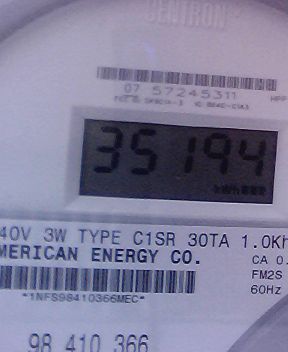 CENTRON
07 57245311
35194
kWh
40V 3W TYPE C1SR 30TA 1.0Kh
MERICAN ENERGY CO.
CA 0.
FM2S
*1NFS98410366MEC*
60Hz
98 410 366